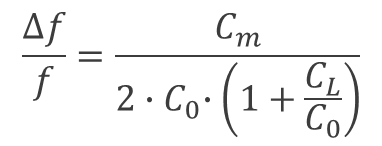 Δf/f = C_m / (2 · C_0 · (1 + C_L/C_0))